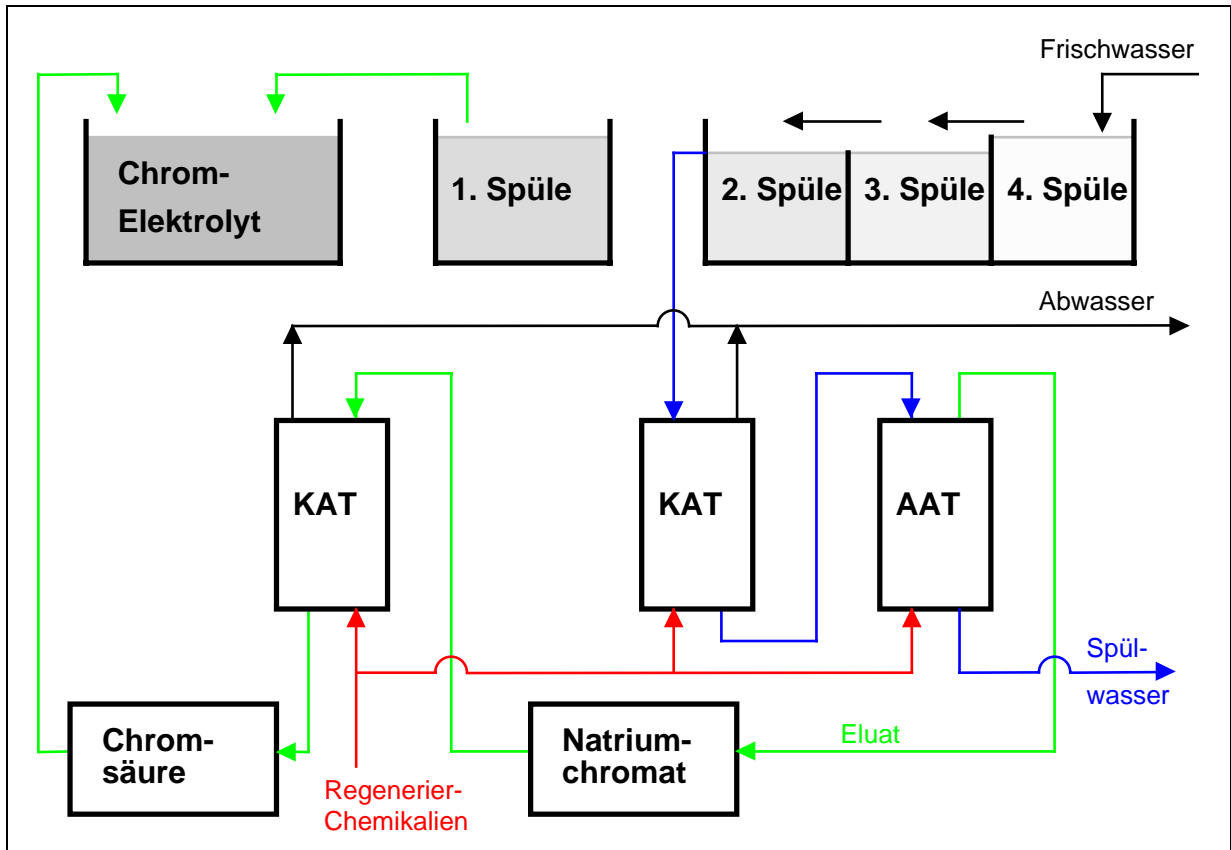 Frischwasser
Chrom-
Elektrolyt
1. Spüle
2. Spüle
3. Spüle
4. Spüle
Abwasser
KAT
KAT
AAT
Spül-
wasser
Chrom-
säure
Natrium-
chromat
Eluat
Regenerier-
Chemikalien